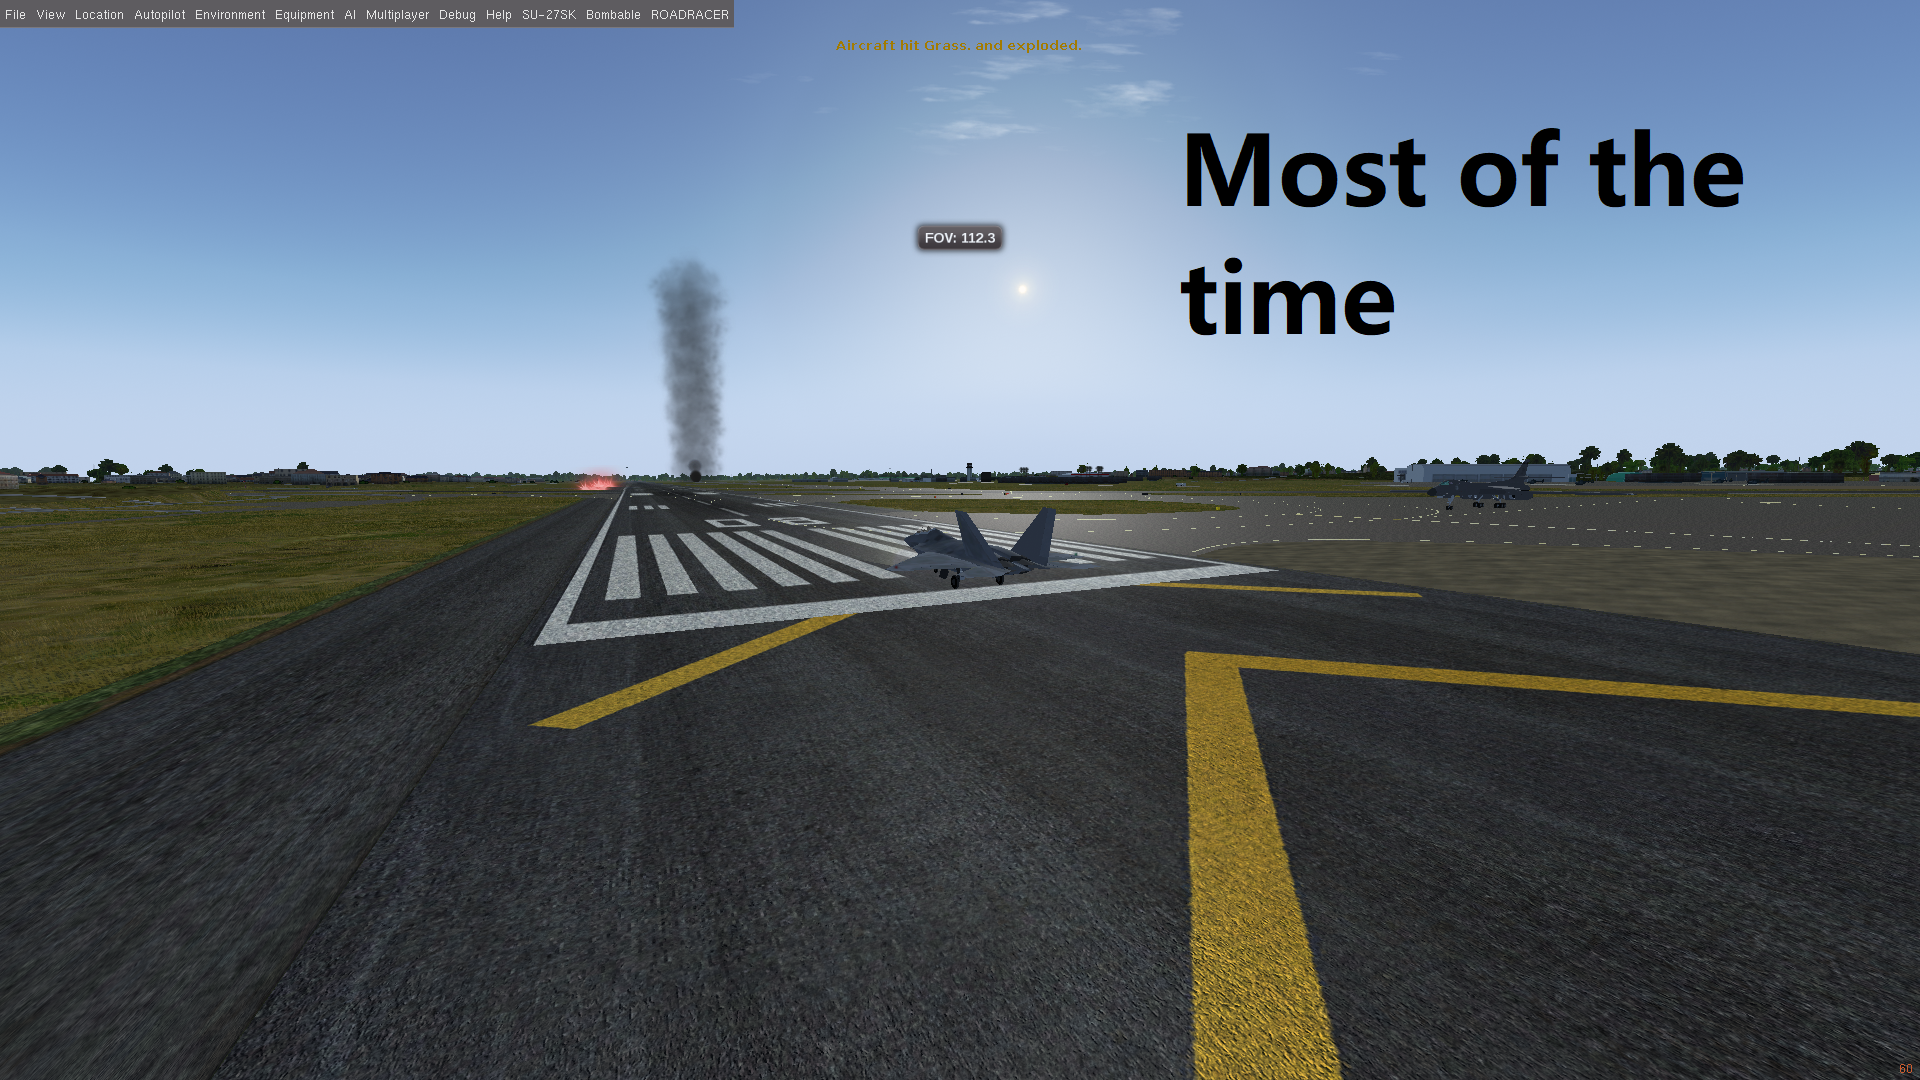 File View Location Autopilot Environment Equipment AI Multiplayer Debug Help SU-27SK Bombable ROADRACER
Aircraft hit Grass. and exploded.
Most of the
time
FOV: 112.3
60